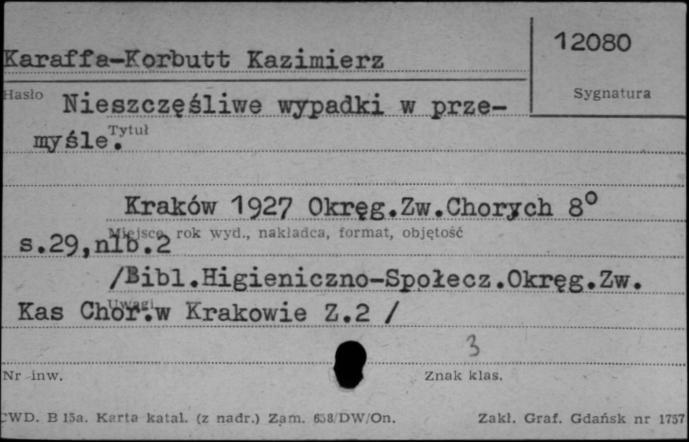 Karaffa-Korbutt Kazimierz
12080
Hasło
Sygnatura
Nieszczęśliwe wypadki w prze-
myśle.
Tytuł
Kraków 1927 Okręg.Zw.Chorych 8°
s.29,nlb.2
Miejsce, rok wyd., nakładca, format, objętość
/Bibl.Higieniczno-Społecz.Okręg.Zw.
Kas Chor.w Krakowie Z.2 /
Uwagi
3
Nr inw.
Znak klas.
CWD. B 15a. Karta katal. (z nadr.) Zam. 658/DW/On.
Zakł. Graf. Gdańsk nr 1757